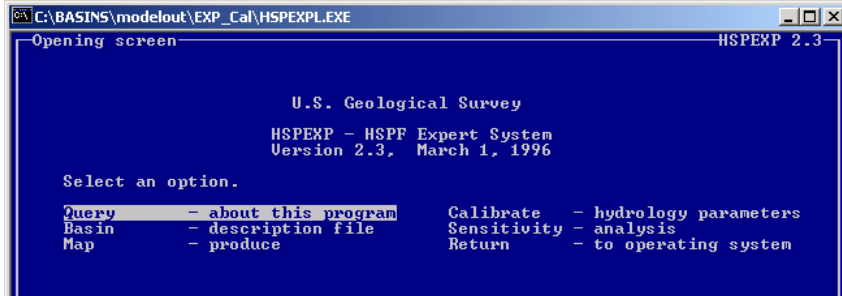 C:\BASINS\modelout\EXP_Cal\HSPEXPL.EXE
Opening screen HSPEXP 2.3
U.S. Geological Survey
HSPEXP - HSPF Expert System
Version 2.3, March 1, 1996
Select an option.
Query - about this program Calibrate - hydrology parameters
Basin - description file Sensitivity - analysis
Map - produce Return - to operating system